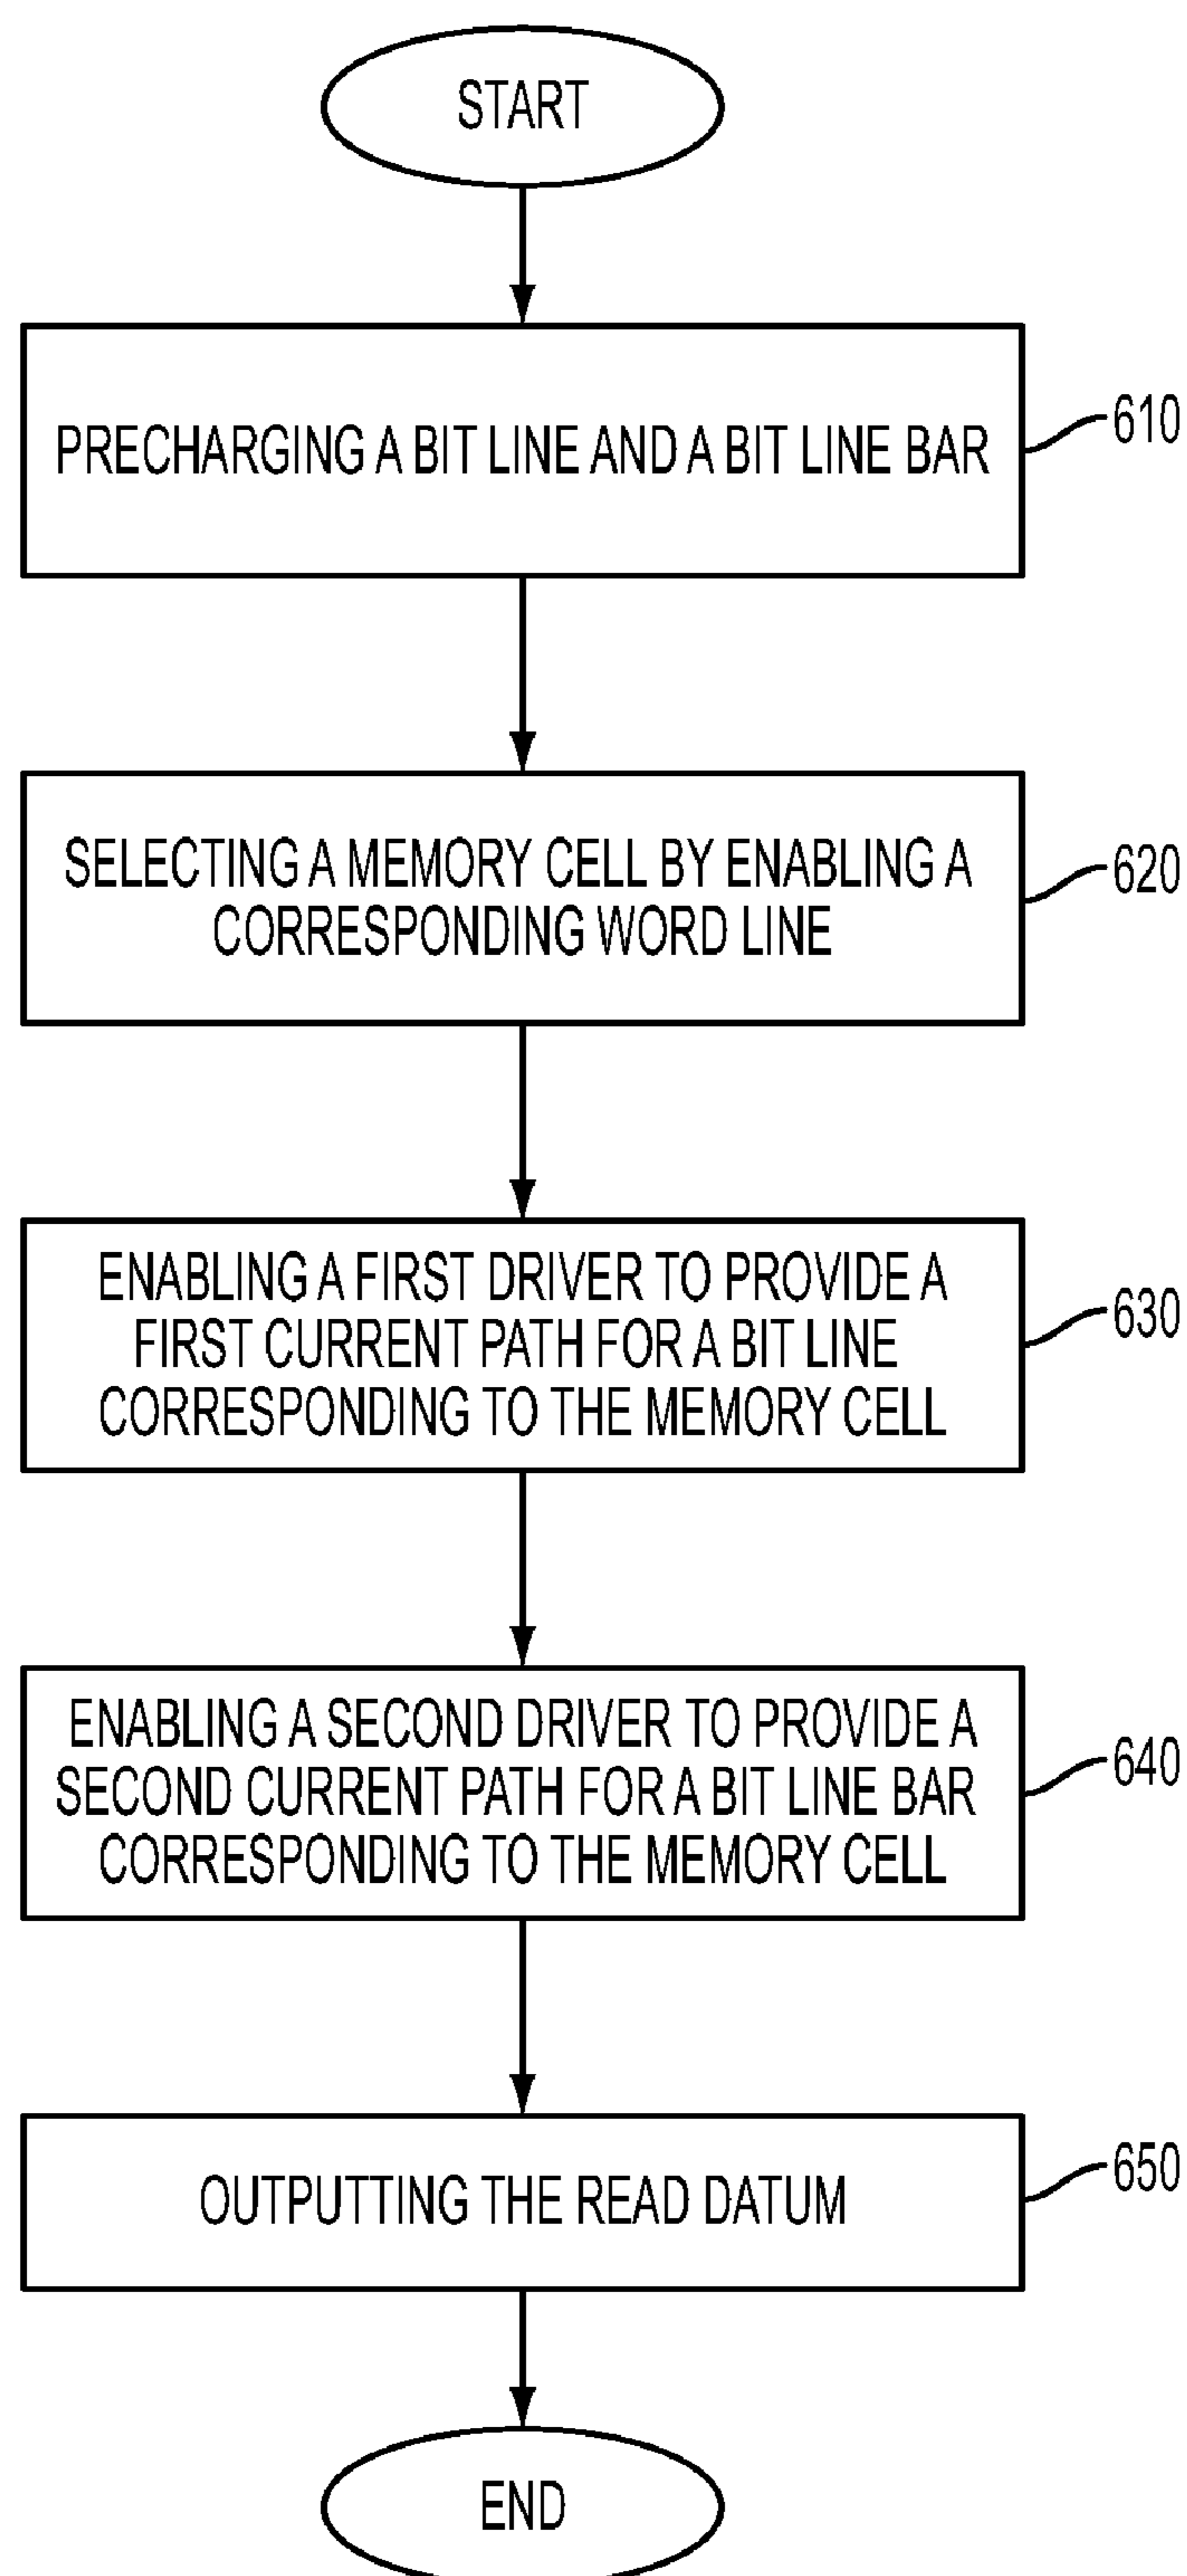 START
PRECHARGING A BIT LINE AND A BIT LINE BAR
610
SELECTING A MEMORY CELL BY ENABLING A
CORRESPONDING WORD LINE
620
ENABLING A FIRST DRIVER TO PROVIDE A
FIRST CURRENT PATH FOR A BIT LINE
CORRESPONDING TO THE MEMORY CELL
630
ENABLING A SECOND DRIVER TO PROVIDE A
SECOND CURRENT PATH FOR A BIT LINE BAR
CORRESPONDING TO THE MEMORY CELL
640
OUTPUTTING THE READ DATUM
650
END